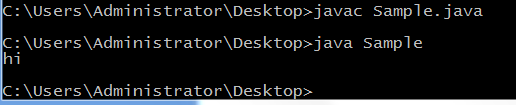 C:\Users\Administrator\Desktop>javac Sample.java
C:\Users\Administrator\Desktop>java Sample
hi
C:\Users\Administrator\Desktop>